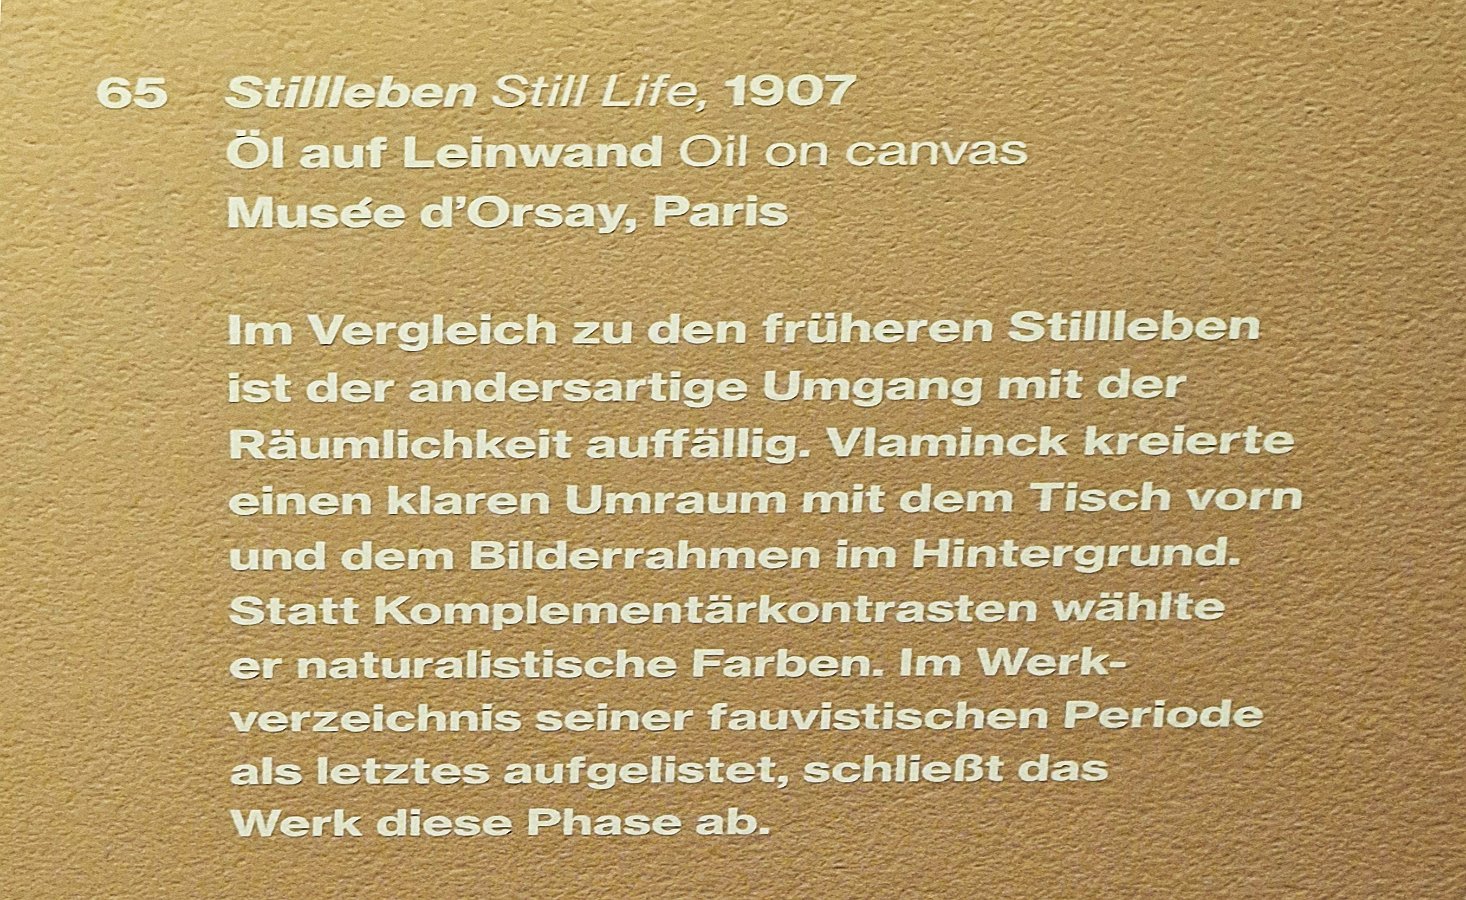 65 Stillleben Still Life, 1907
Öl auf Leinwand Oil on canvas
Musée d’Orsay, Paris
Im Vergleich zu den früheren Stillleben
ist der andersartige Umgang mit der
Räumlichkeit auffällig. Vlaminck kreierte
einen klaren Umraum mit dem Tisch vorn
und dem Bilderrahmen im Hintergrund.
Statt Komplementärkontrasten wählte
er naturalistische Farben. Im Werk-
verzeichnis seiner fauvistischen Periode
als letztes aufgelistet, schließt das
Werk diese Phase ab.